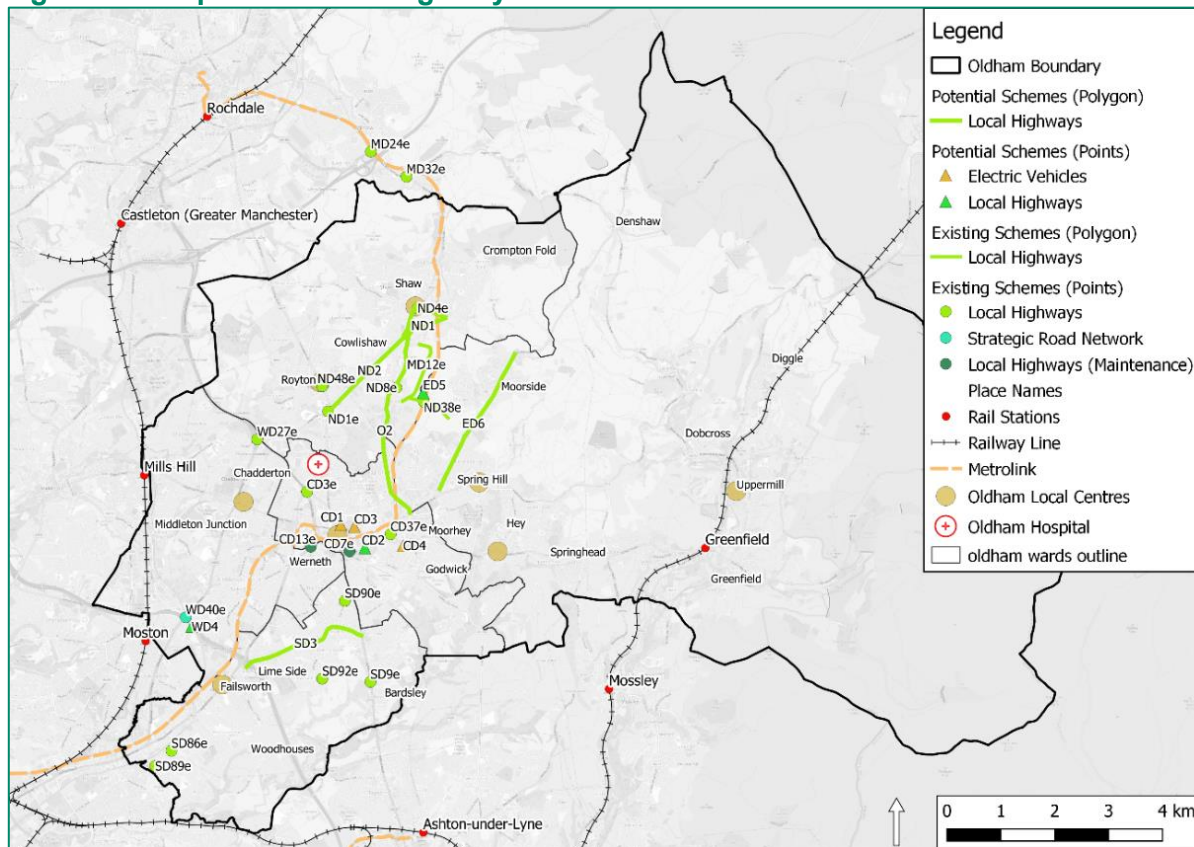 Legend
Oldham Boundary
Potential Schemes (Polygon)
Local Highways
Potential Schemes (Points)
Electric Vehicles
Local Highways
Existing Schemes (Polygon)
Local Highways
Existing Schemes (Points)
Local Highways
Strategic Road Network
Local Highways (Maintenance)
Place Names
Rail Stations
Railway Line
Metrolink
Oldham Local Centres
Oldham Hospital
oldham wards outline
Rochdale
MD24e
MD32e
Castleton (Greater Manchester)
Denshaw
Crompton Fold
Shaw
ND4e
ND1
Cowlishaw
Diggle
ND2
MD12e
Royton
ND48e
ND8e
ED5
Moorside
ND1e
ND38e
O2
ED6
WD27e
Dobcross
Mills Hill
Chadderton
CD3e
Spring Hill
Uppermill
Middleton Junction
CD1
CD3
Moorhey
Hey
CD13e
CD7e
CD2
CD37e
CD4
Werneth
Godwick
Springhead
Greenfield
Greenfield
SD90e
WD40e
WD4
Moston
SD3
Lime Side
SD92e
SD9e
Failsworth
Bardsley
Mossley
Woodhouses
SD86e
SD89e
Ashton-under-Lyne
0 1 2 3 4 km